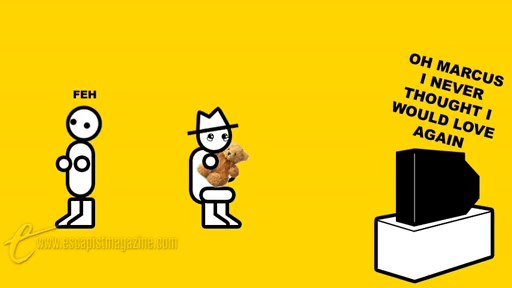 FEH
OH MARCUS
I NEVER
THOUGHT I
WOULD LOVE
AGAIN
www.escapistmagazine.com